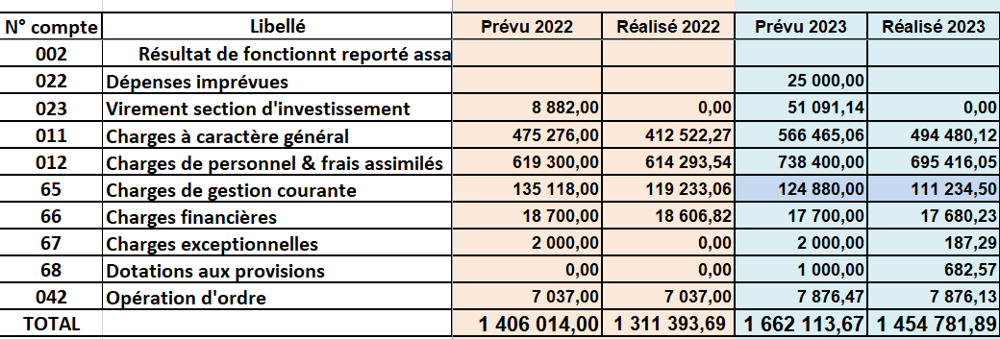 N° compte Libellé Prévu 2022 Réalisé 2022 Prévu 2023 Réalisé 2023
002 Résultat de fonctionnt reporté assa
022 Dépenses imprévues 25 000,00
023 Virement section d'investissement 8 882,00 0,00 51 091,14 0,00
011 Charges à caractère général 475 276,00 412 522,27 566 465,06 494 480,12
012 Charges de personnel & frais assimilés 619 300,00 614 293,54 738 400,00 695 416,05
65 Charges de gestion courante 135 118,00 119 233,06 124 880,00 111 234,50
66 Charges financières 18 700,00 18 606,82 17 700,00 17 680,23
67 Charges exceptionnelles 2 000,00 0,00 2 000,00 187,29
68 Dotations aux provisions 0,00 0,00 1 000,00 682,57
042 Opération d'ordre 7 037,00 7 037,00 7 876,47 7 876,13
TOTAL 1 406 014,00 1 311 393,69 1 662 113,67 1 454 781,89